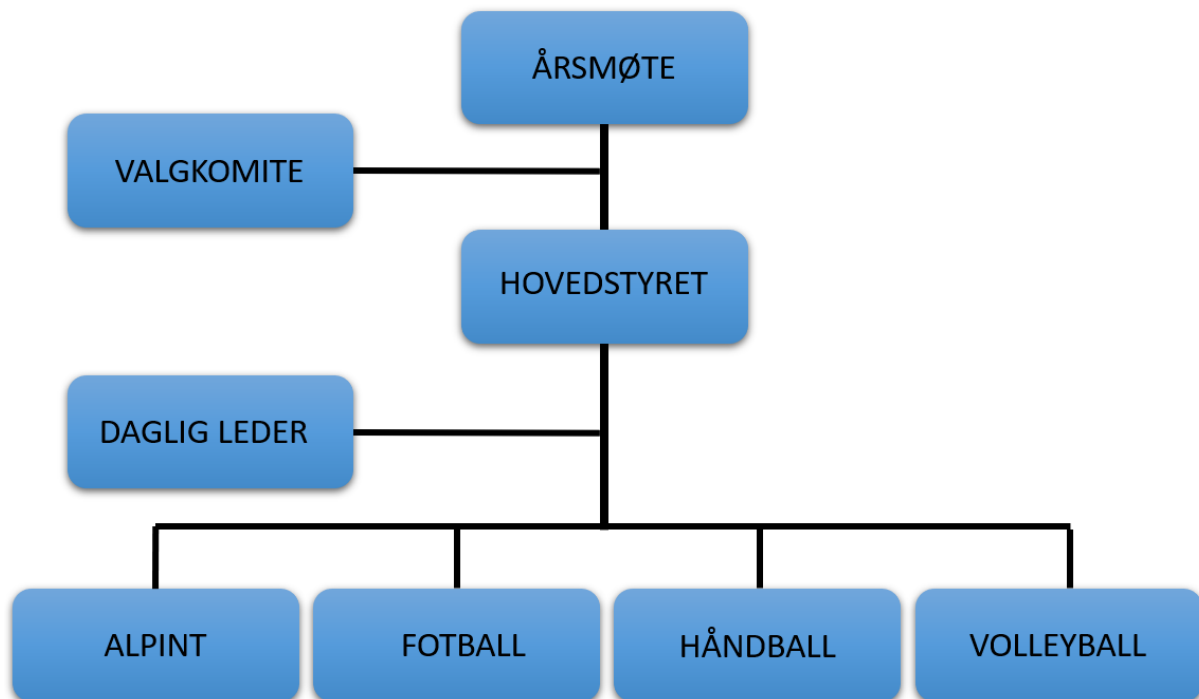 ÅRSMØTE
VALGKOMITE
HOVEDSTYRET
DAGLIG LEDER
ALPINT
FOTBALL
HÅNDBALL
VOLLEYBALL